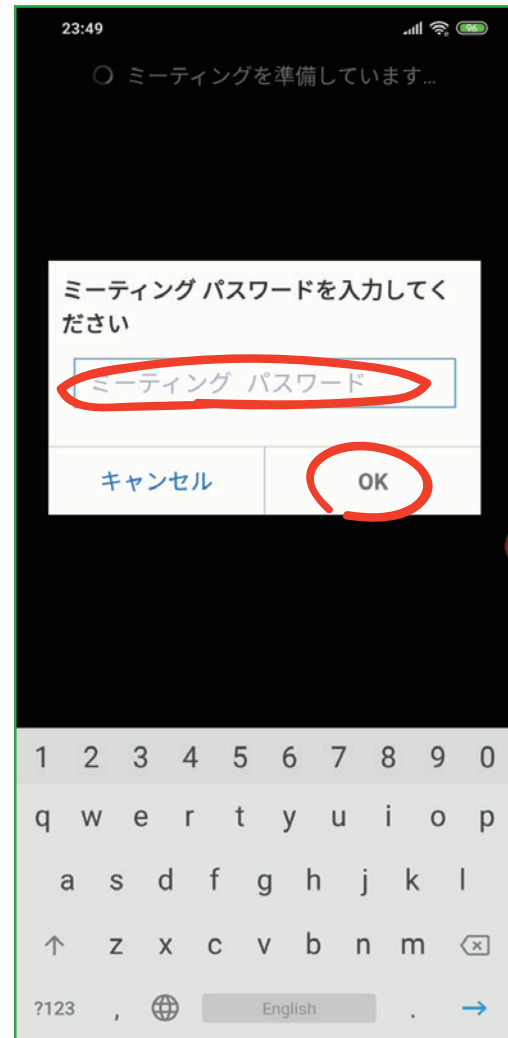 23:49
96
ミーティングを準備しています...
ミーティング パスワードを入力してく
ださい
ミーティング パスワード
キャンセル OK
1 2 3 4 5 6 7 8 9 0
q w e r t y u i o p
a s d f g h j k l
z x c v b n m
?123 , English .